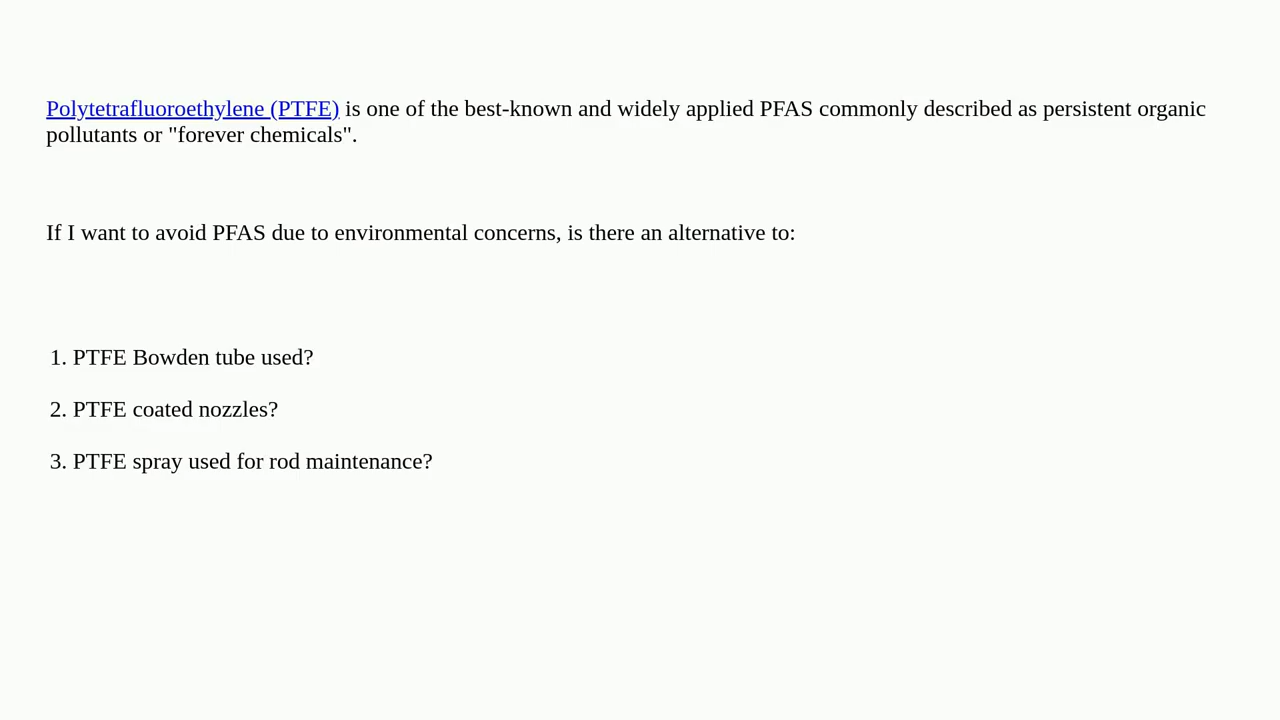 Polytetrafluoroethylene (PTFE) is one of the best-known and widely applied PFAS commonly described as persistent organic
pollutants or "forever chemicals".
If I want to avoid PFAS due to environmental concerns, is there an alternative to:
1. PTFE Bowden tube used?
2. PTFE coated nozzles?
3. PTFE spray used for rod maintenance?